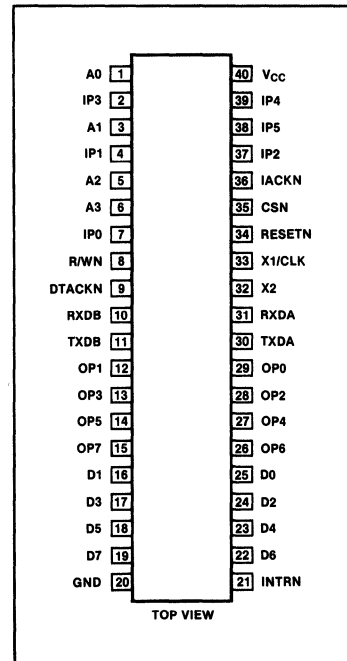 A0 1 40 VCC
IP3 2 39 IP4
A1 3 38 IP5
IP1 4 37 IP2
A2 5 36 IACKN
A3 6 35 CSN
IP0 7 34 RESETN
R/WN 8 33 X1/CLK
DTACKN 9 32 X2
RXDB 10 31 RXDA
TXDB 11 30 TXDA
OP1 12 29 OP0
OP3 13 28 OP2
OP5 14 27 OP4
OP7 15 26 OP6
D1 16 25 D0
D3 17 24 D2
D5 18 23 D4
D7 19 22 D6
GND 20 21 INTRN
TOP VIEW